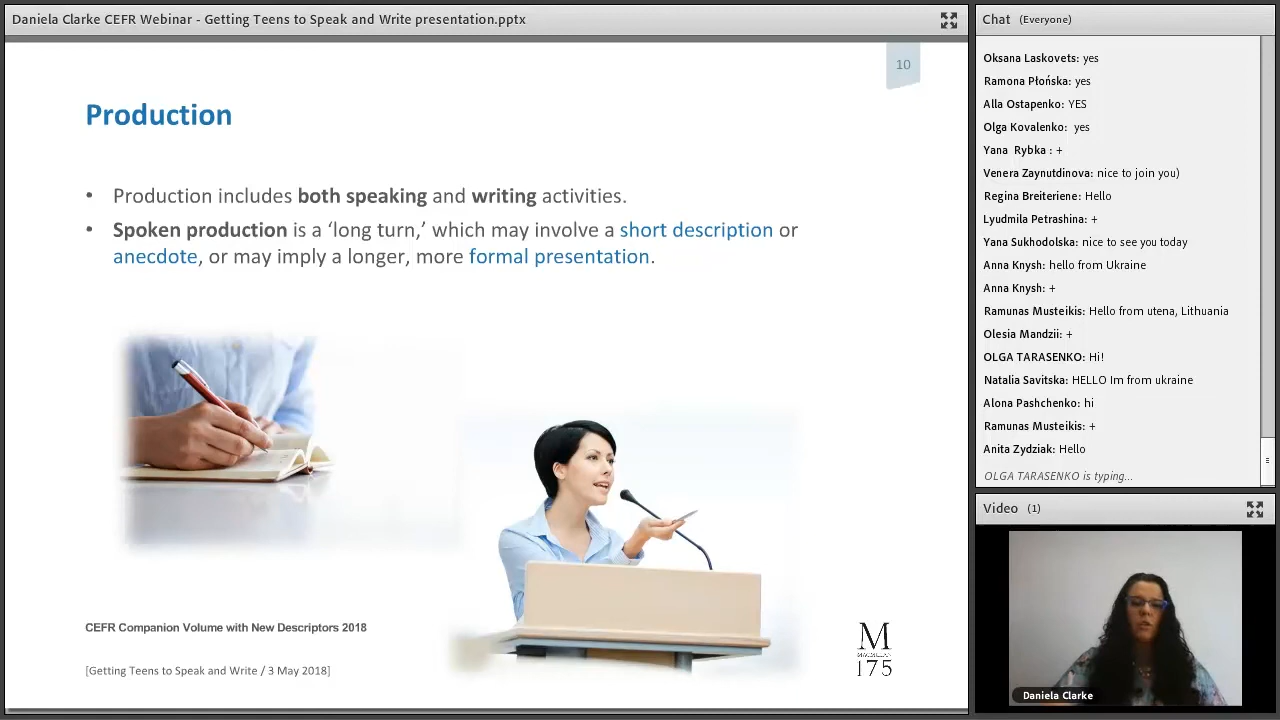 Daniela Clarke CEFR Webinar - Getting Teens to Speak and Write presentation.pptx
10
Production
• Production includes both speaking and writing activities.
• Spoken production is a ‘long turn,’ which may involve a short description or
anecdote, or may imply a longer, more formal presentation.
CEFR Companion Volume with New Descriptors 2018
[Getting Teens to Speak and Write / 3 May 2018]
M
MACMILLAN
175
Chat (Everyone)
Oksana Laskovets: yes
Ramona Płońska: yes
Alla Ostapenko: YES
Olga Kovalenko: yes
Yana Rybka : +
Venera Zaynutdinova: nice to join you)
Regina Breiteriene: Hello
Lyudmila Petrashina: +
Yana Sukhodolska: nice to see you today
Anna Knysh: hello from Ukraine
Anna Knysh: +
Ramunas Musteikis: Hello from utena, Lithuania
Olesia Mandzii: +
OLGA TARASENKO: Hi!
Natalia Savitska: HELLO Im from ukraine
Alona Pashchenko: hi
Ramunas Musteikis: +
Anita Zydziak: Hello
OLGA TARASENKO is typing...
Video (1)
Daniela Clarke